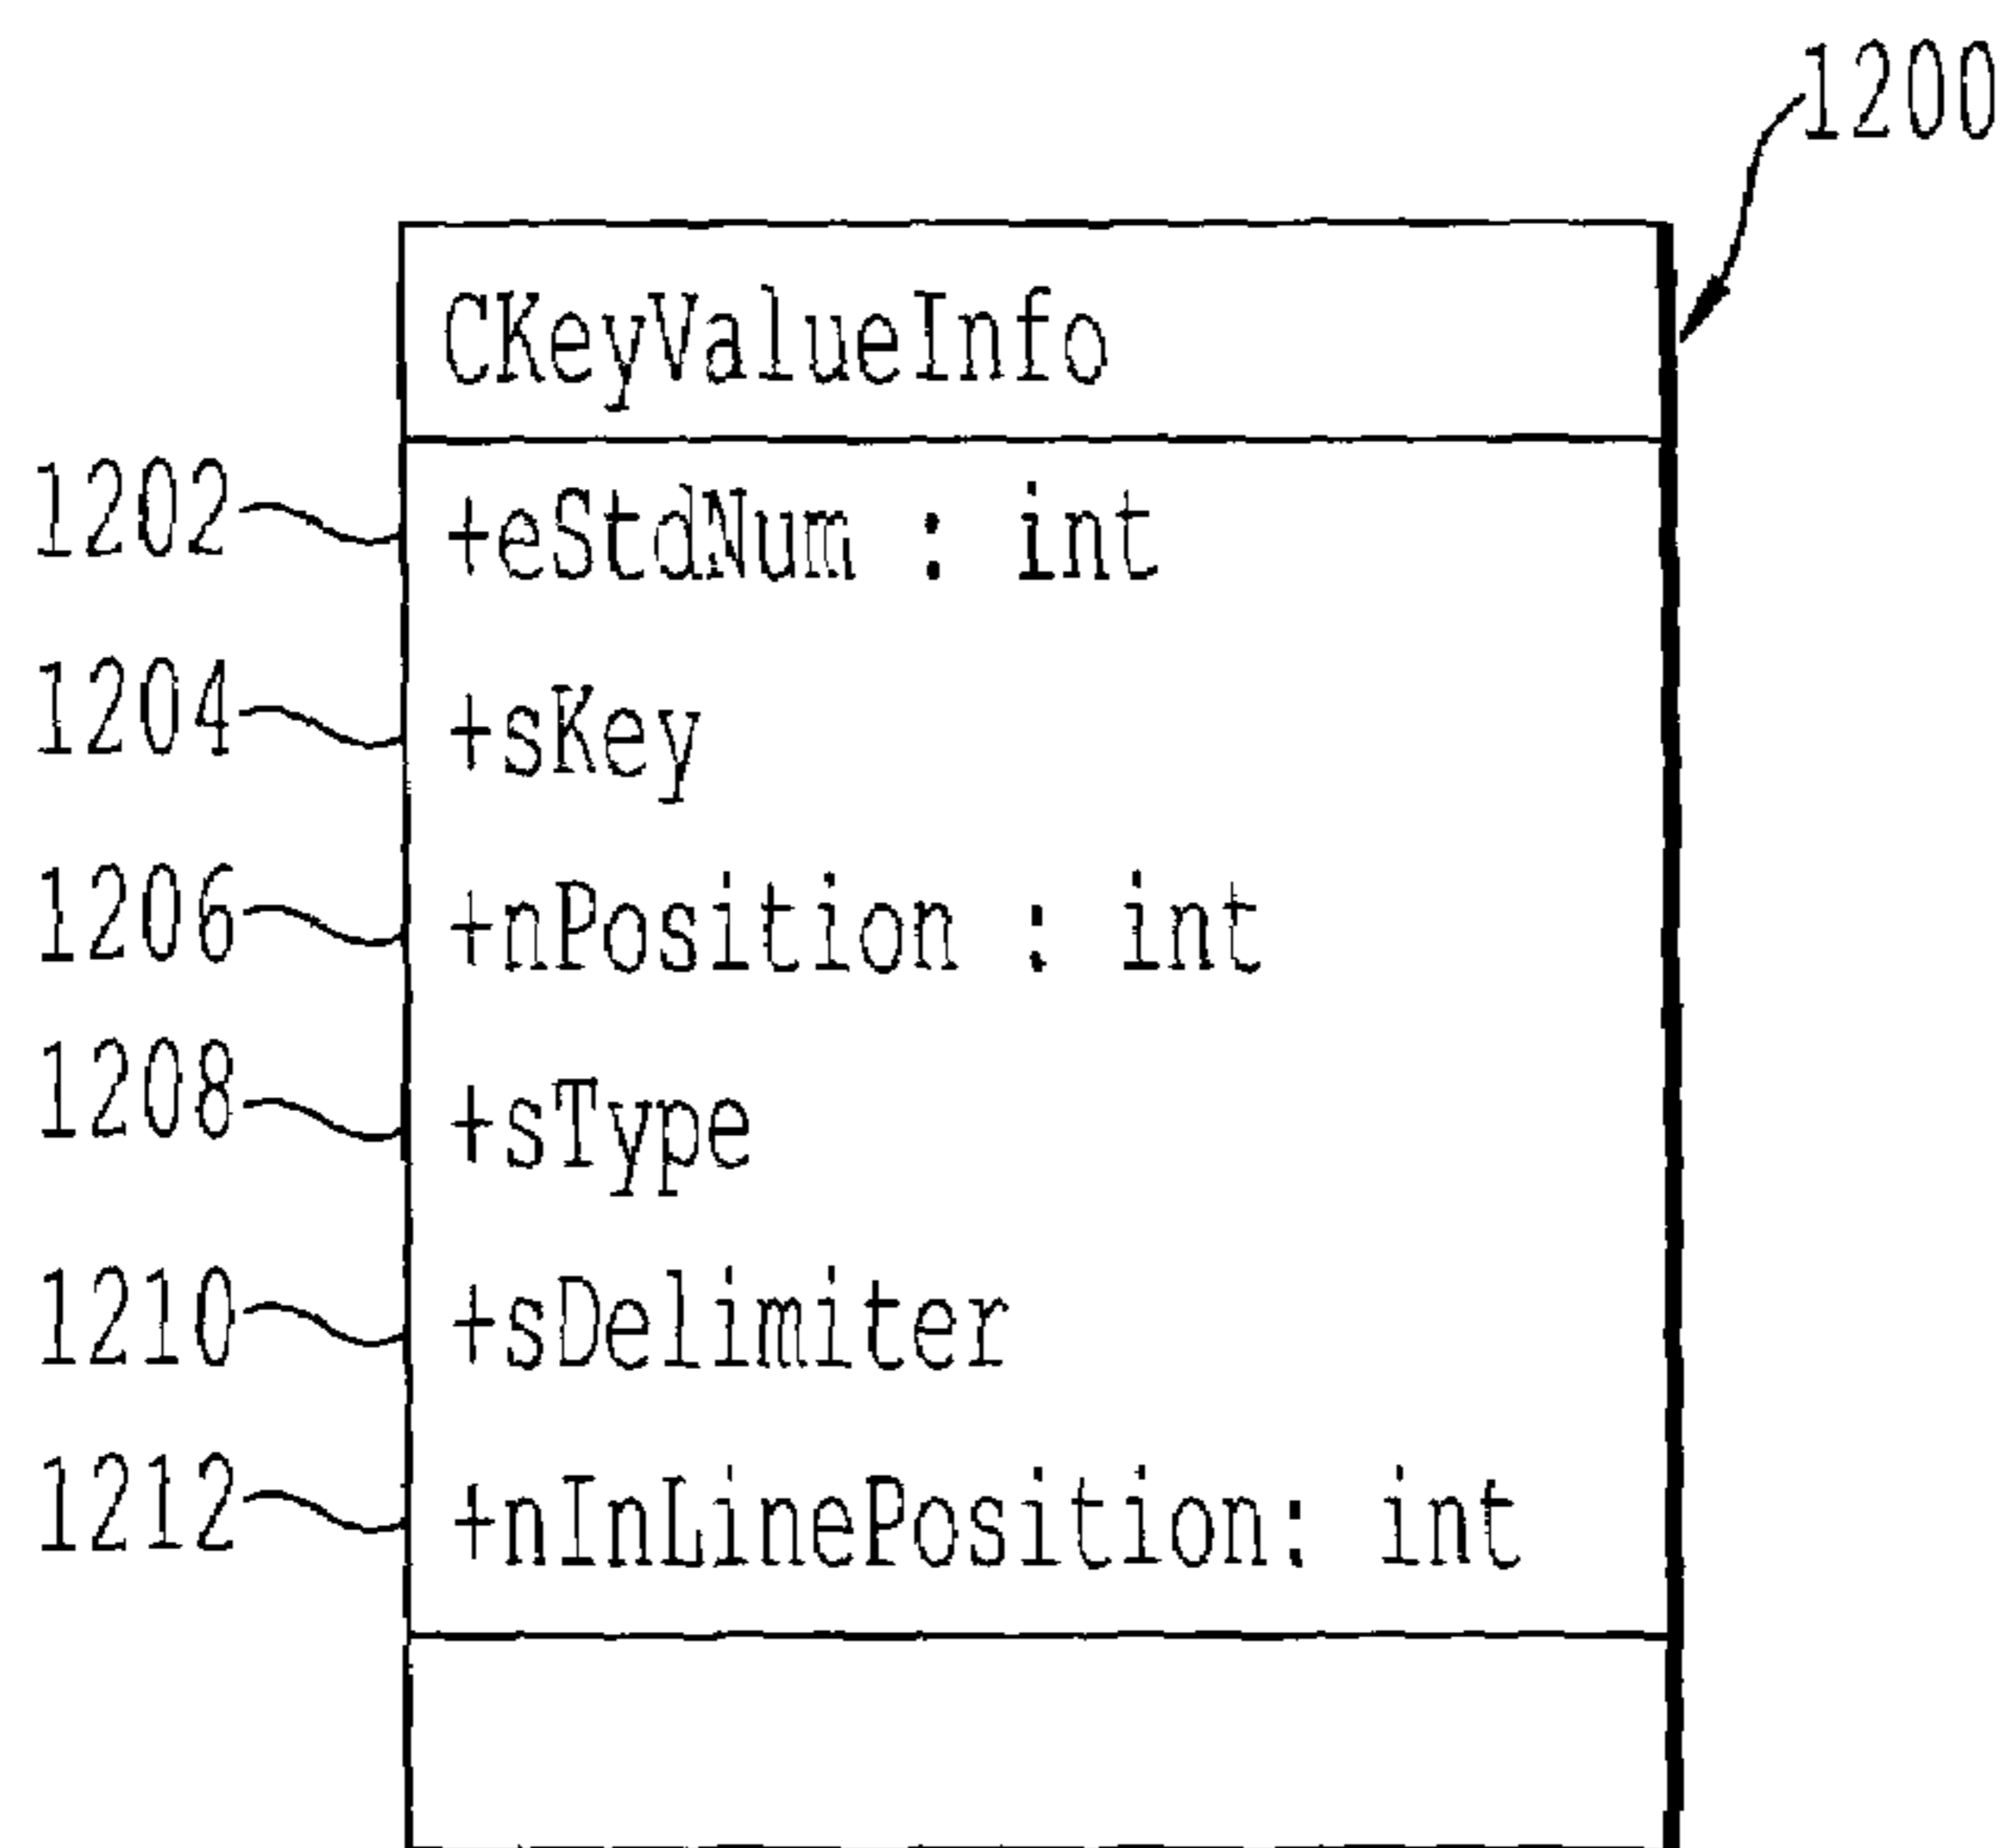 1200
CKeyValueInfo
1202 +eStdNum : int
1204 +sKey
1206 +nPosition : int
1208 +sType
1210 +sDelimiter
1212 +nInLinePosition: int